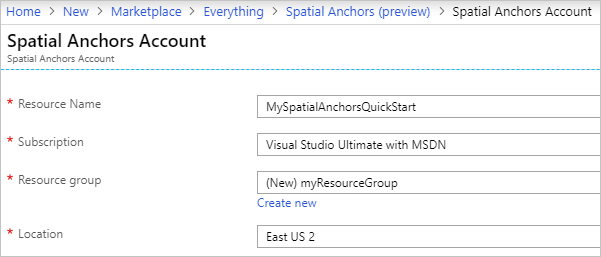 Home > New > Marketplace > Everything > Spatial Anchors (preview) > Spatial Anchors Account
Spatial Anchors Account
Spatial Anchors Account
* Resource Name MySpatialAnchorsQuickStart
* Subscription Visual Studio Ultimate with MSDN
* Resource group (New) myResourceGroup
Create new
* Location East US 2